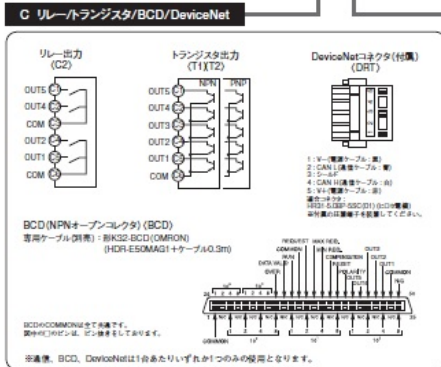 C リレー/トランジスタ/BCD/DeviceNet
リレー出力
(C2)
OUT5
OUT4
COM
OUT2
OUT1
COM
トランジスタ出力
(T1)(T2)
NPN PNP
OUT5
OUT4
OUT3
OUT2
OUT1
COM
DeviceNetコネクタ(付属)
(DRT)
1:V−(電源ケーブル:黒)
2:CAN L(通信ケーブル:青)
3:シールド
4:CAN H(通信ケーブル:白)
5:V+(電源ケーブル:赤)
適合コネクタ:
BCD(NPNオープンコレクタ)(BCD)
専用ケーブル(別売):形K32-BCD(OMRON)
(HDR-E50MAG1+ケーブル0.3m)
REQUEST MAX REQ.
COMMON
RUN
DATA VALID
OVER
COMPENSATION
RESET
POLARITY
OUT5
OUT3
OUT2
OUT1
COMMON
COMMON
BCDのCOMMONは全て共通です。
※通信、BCD、DeviceNetは1台あたりいずれか1つのみの使用となります。